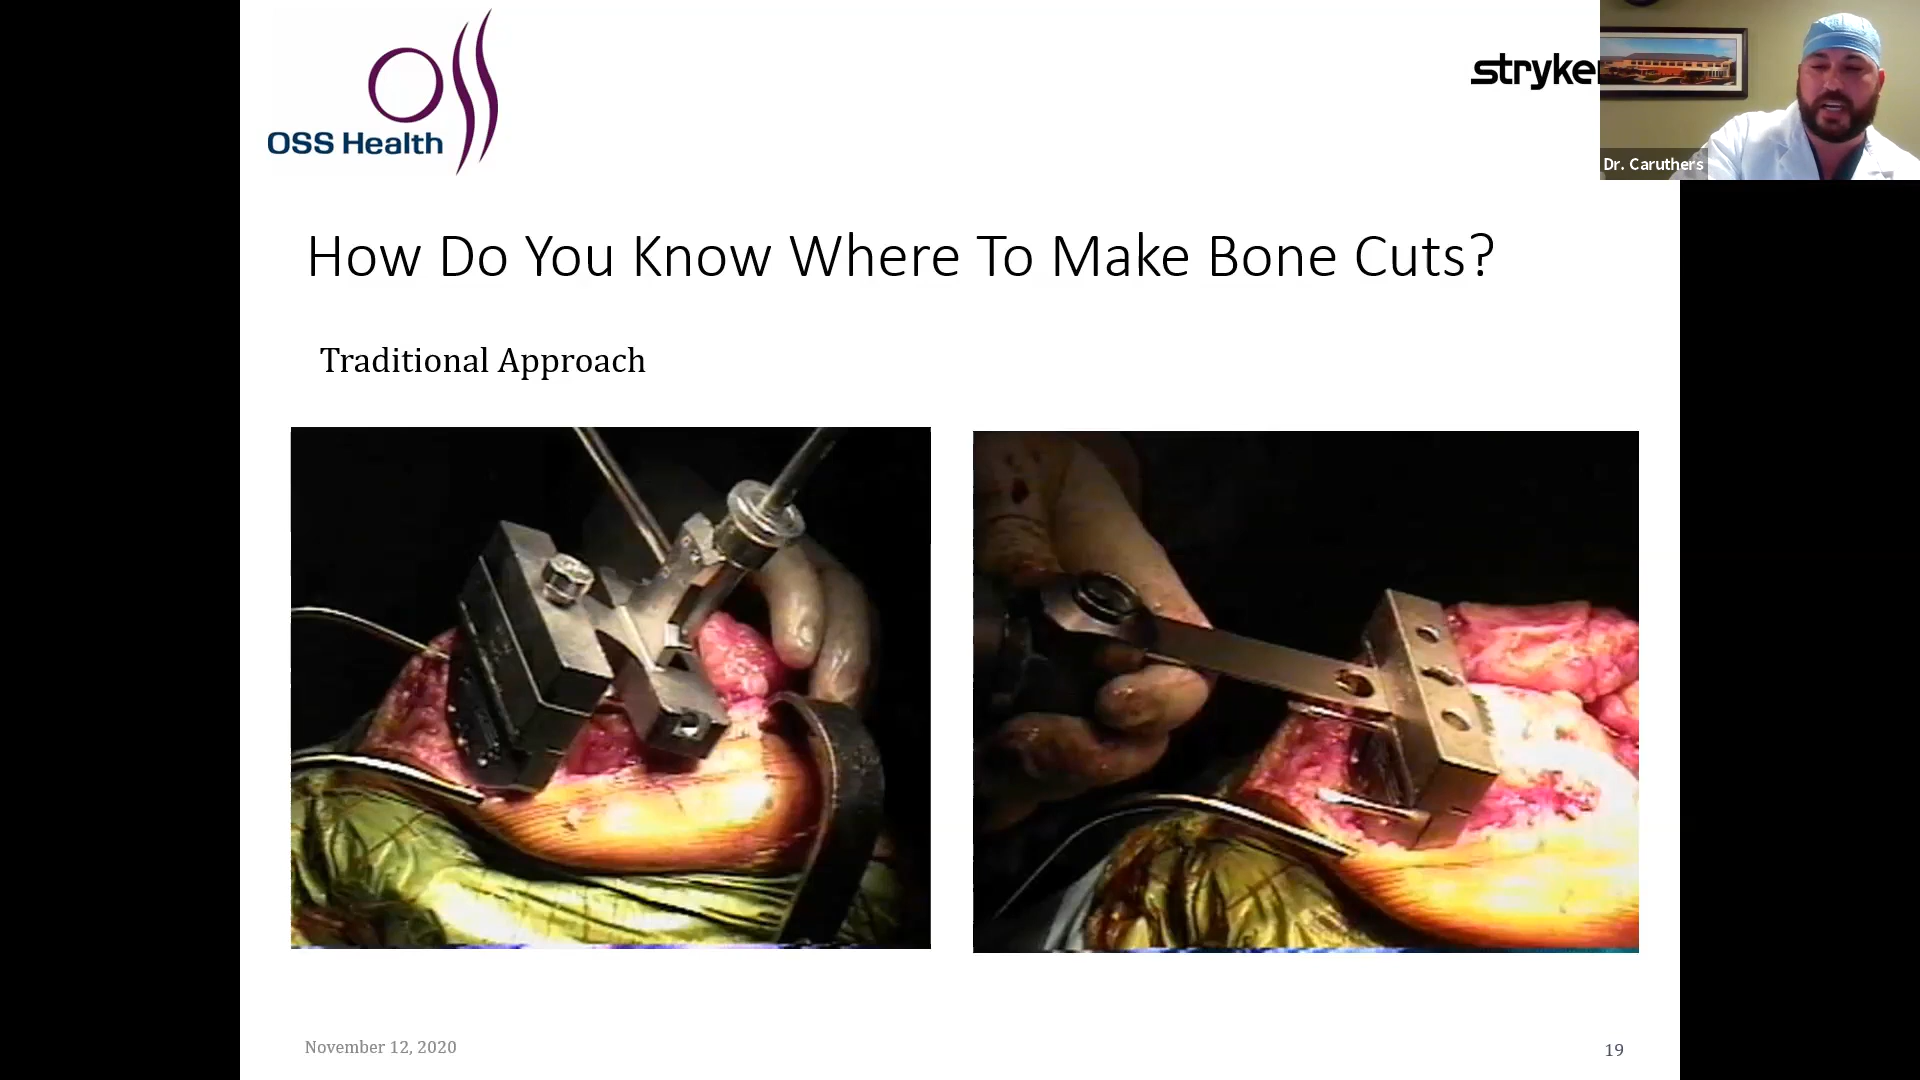 OSS
OSS Health
stryke
Dr. Caruthers
How Do You Know Where To Make Bone Cuts?
Traditional Approach
November 12, 2020
19